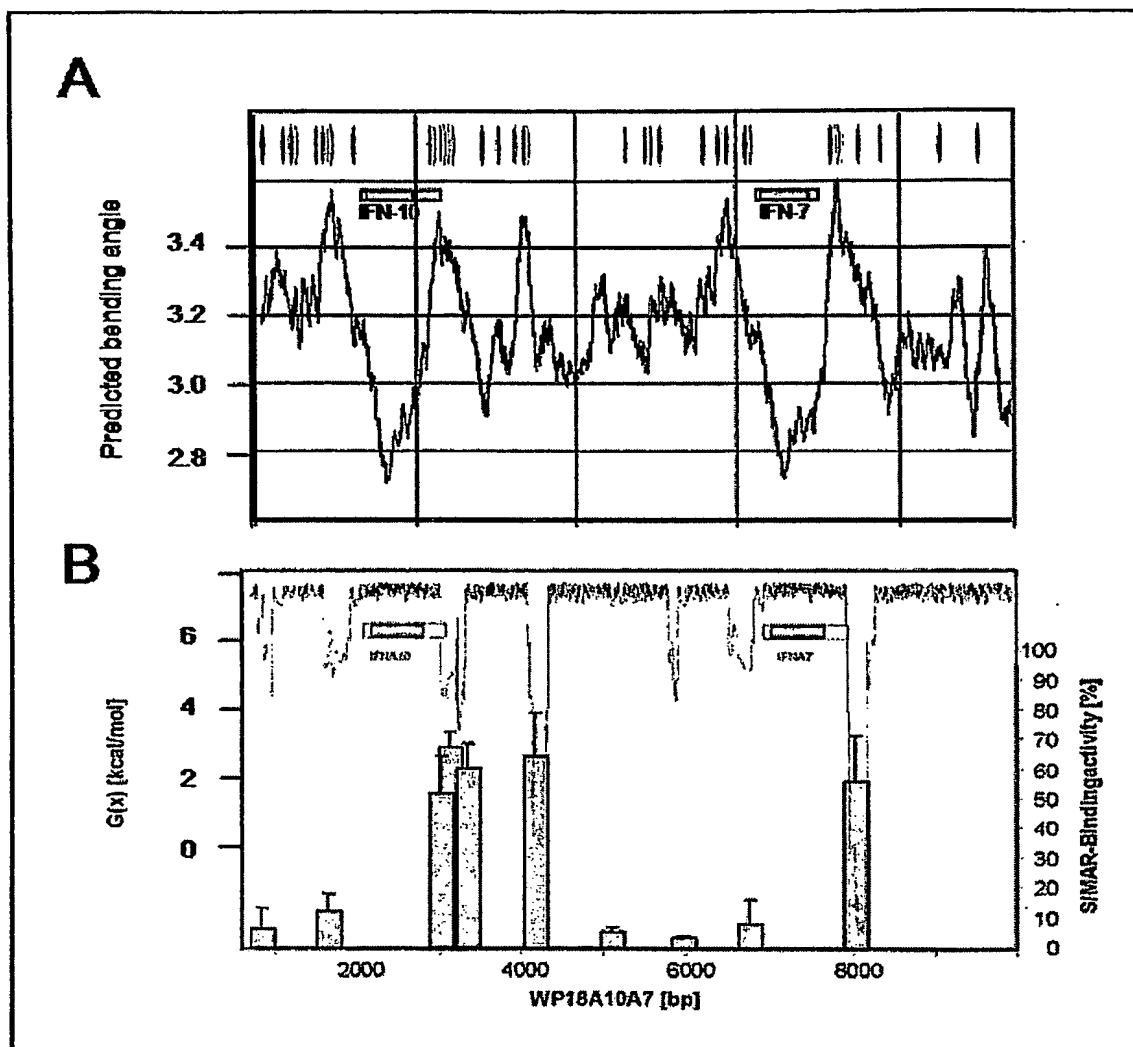 A
Predicted bending angle
3.4
3.2
3.0
2.8
IFN-10
IFN-7
B
G(x) [kcal/mol]
6
4
2
0
IFNA10
IFNA7
100
90
80
70
60
50
40
30
20
10
0
S/MAR-Bindingactivity [%]
2000
4000
6000
8000
WP18A10A7 [bp]